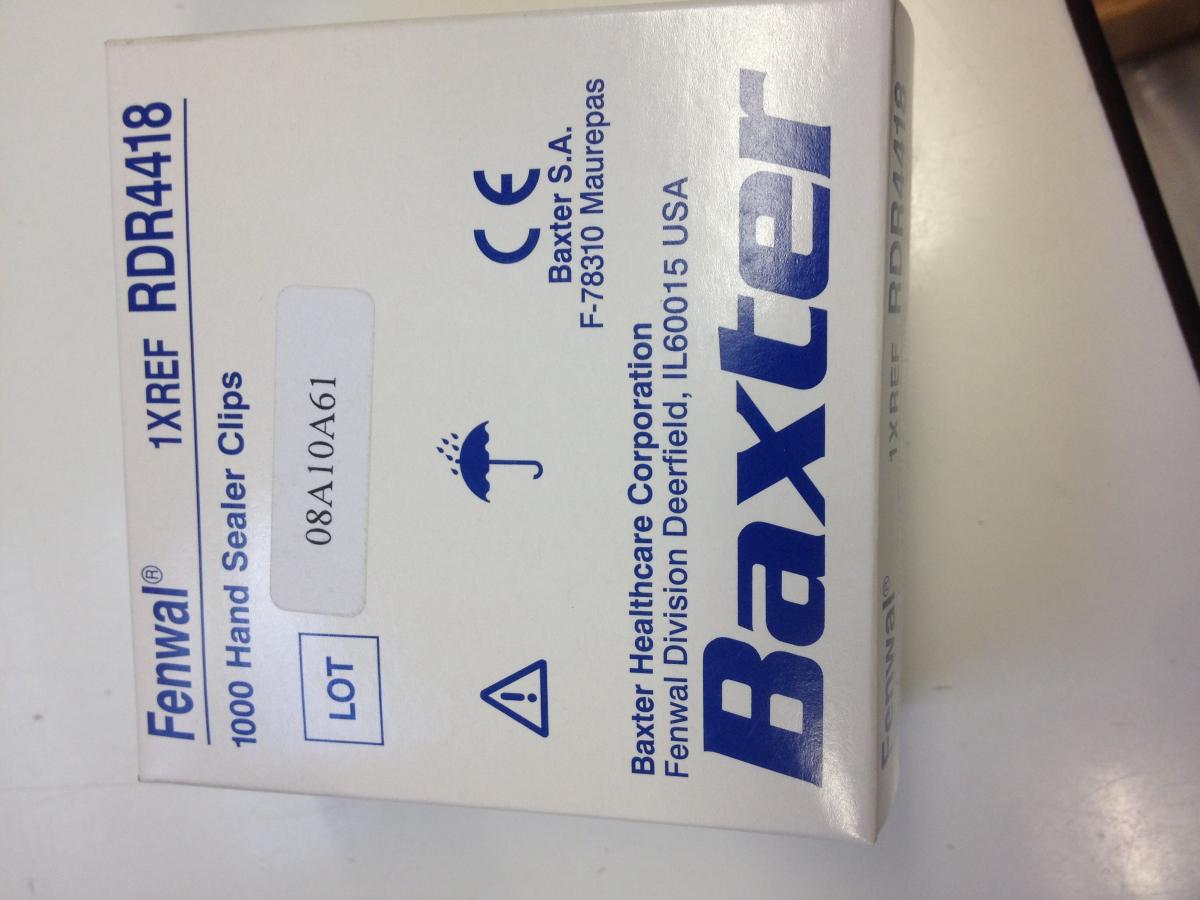 Fenwal® 1XREF RDR4418
1000 Hand Sealer Clips
LOT 08A10A61
CE
Baxter S.A.
F-78310 Maurepas
Baxter Healthcare Corporation
Fenwal Division Deerfield, IL60015 USA
Baxter
Fenwal® 1XREF RDR4418